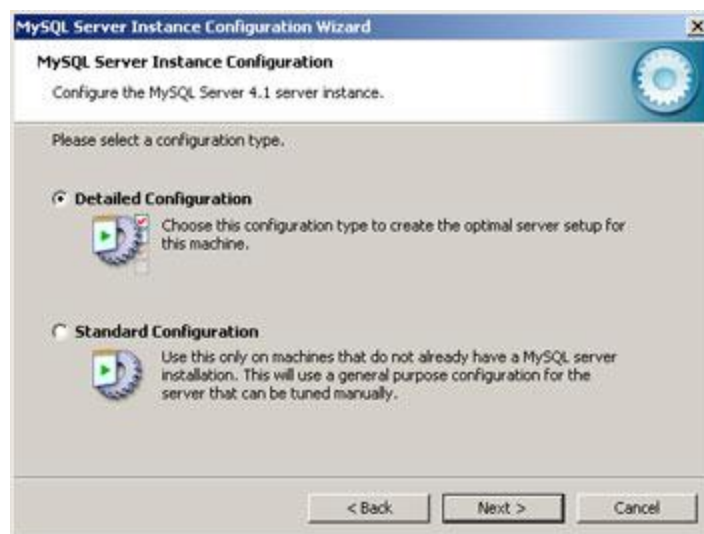 MySQL Server Instance Configuration Wizard
MySQL Server Instance Configuration
Configure the MySQL Server 4.1 server instance.
Please select a configuration type.
Detailed Configuration
Choose this configuration type to create the optimal server setup for
this machine.
Standard Configuration
Use this only on machines that do not already have a MySQL server
installation. This will use a general purpose configuration for the
server that can be tuned manually.
< Back
Next >
Cancel